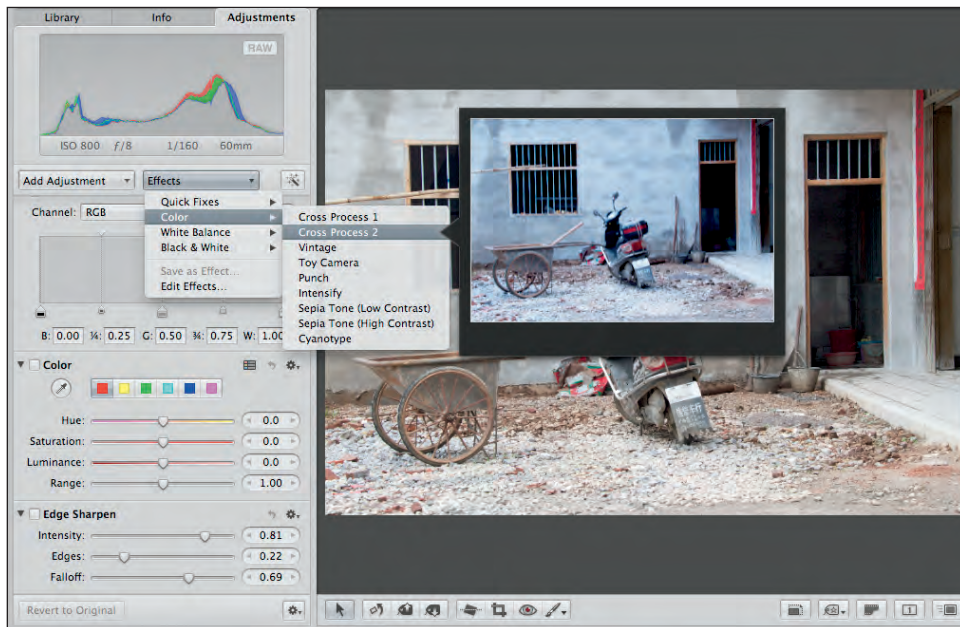 Library Info Adjustments
RAW
ISO 800 f/8 1/160 60mm
Add Adjustment Effects
Channel: RGB
Quick Fixes
Color
White Balance
Black & White
Save as Effect...
Edit Effects...
Cross Process 1
Cross Process 2
Vintage
Toy Camera
Punch
Intensify
Sepia Tone (Low Contrast)
Sepia Tone (High Contrast)
Cyanotype
B: 0.00 ¼: 0.25 G: 0.50 ¾: 0.75 W: 1.00
Color
Hue: 0.0
Saturation: 0.0
Luminance: 0.0
Range: 1.00
Edge Sharpen
Intensity: 0.81
Edges: 0.22
Falloff: 0.69
Revert to Original
1